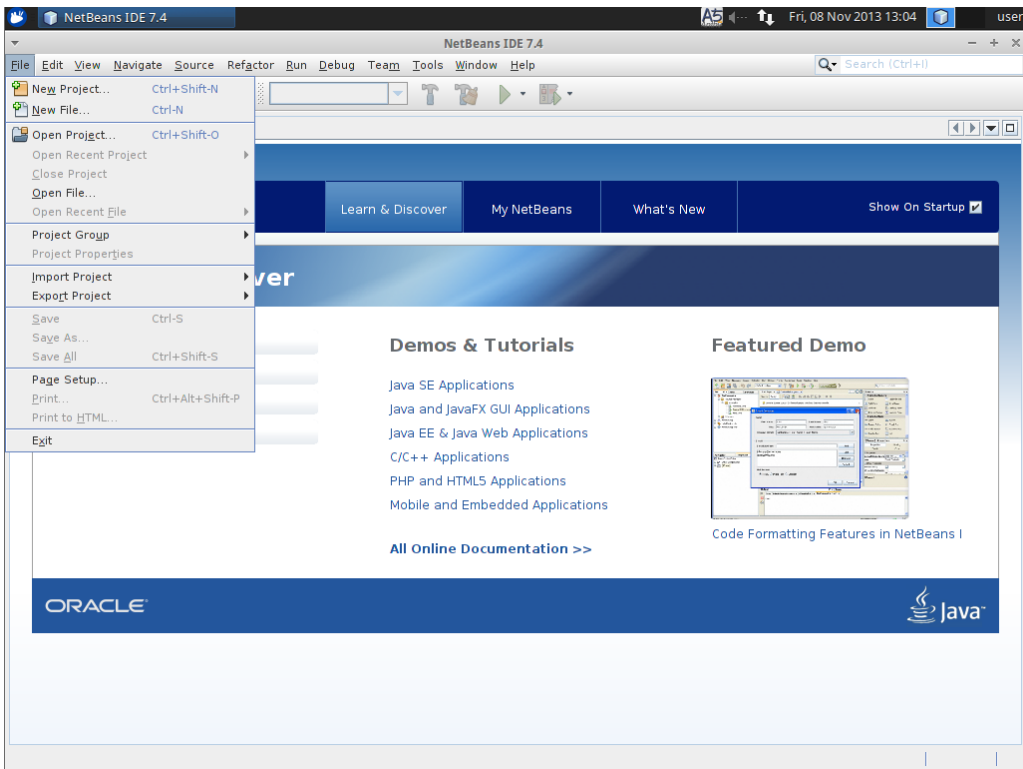 NetBeans IDE 7.4
Fri, 08 Nov 2013 13:04
user
NetBeans IDE 7.4
File Edit View Navigate Source Refactor Run Debug Team Tools Window Help
Search (Ctrl+I)
New Project... Ctrl+Shift-N
New File... Ctrl-N
Open Project... Ctrl+Shift-O
Open Recent Project
Close Project
Open File...
Open Recent File
Project Group
Project Properties
Import Project
Export Project
Save Ctrl-S
Save As...
Save All Ctrl+Shift-S
Page Setup...
Print... Ctrl+Alt+Shift-P
Print to HTML...
Exit
Learn & Discover
My NetBeans
What's New
Show On Startup
ver
Demos & Tutorials
Java SE Applications
Java and JavaFX GUI Applications
Java EE & Java Web Applications
C/C++ Applications
PHP and HTML5 Applications
Mobile and Embedded Applications
All Online Documentation >>
Featured Demo
Code Formatting Features in NetBeans I
ORACLE
Java